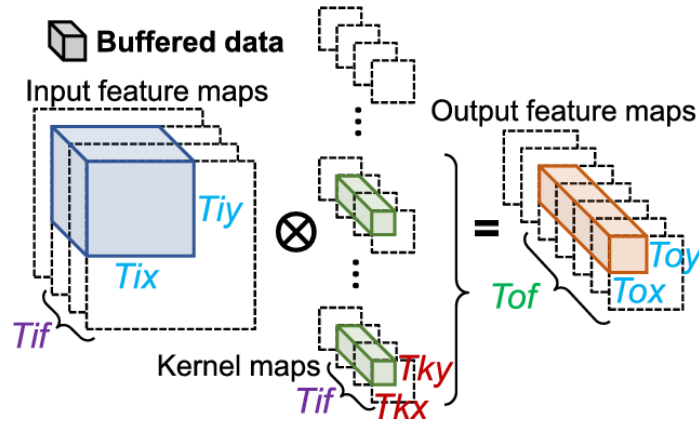 Buffered data
Input feature maps
Output feature maps
Tiy
Tix
Tif
⊗
=
Toy
Tox
Tof
Kernel maps
Tky
Tkx
Tif